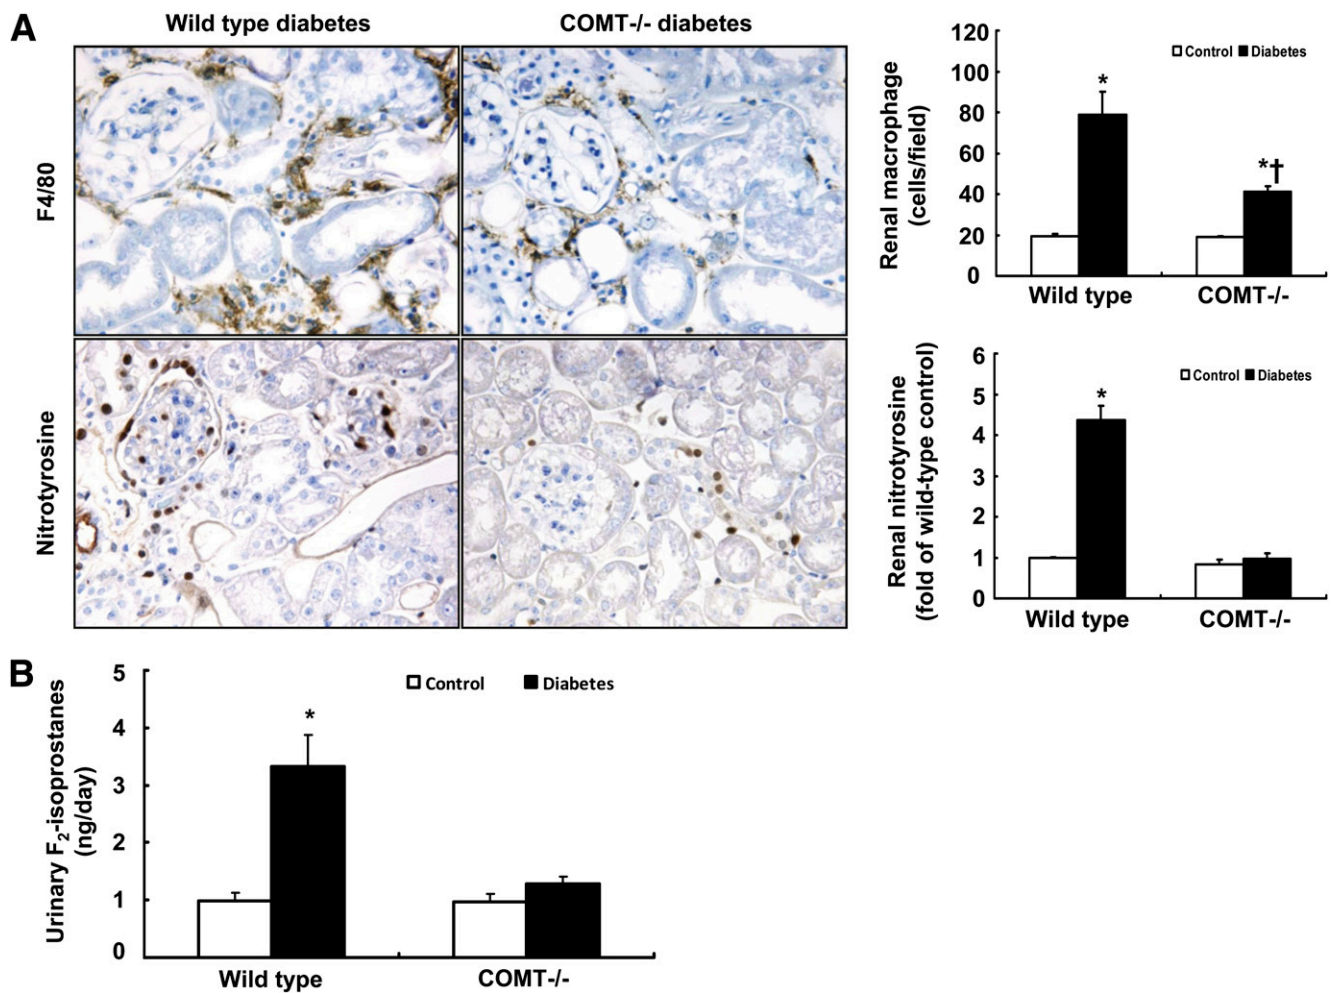 A
Wild type diabetes
COMT-/- diabetes
F4/80
Nitrotyrosine
Renal macrophage
(cells/field)
120
100
80
60
40
20
0
Control Diabetes
*
*†
Wild type
COMT-/-
Renal nitrotyrosine
(fold of wild-type control)
6
5
4
3
2
1
0
Control Diabetes
*
Wild type
COMT-/-
B
Urinary F2-isoprostanes
(ng/day)
5
4
3
2
1
0
Control Diabetes
*
Wild type
COMT-/-